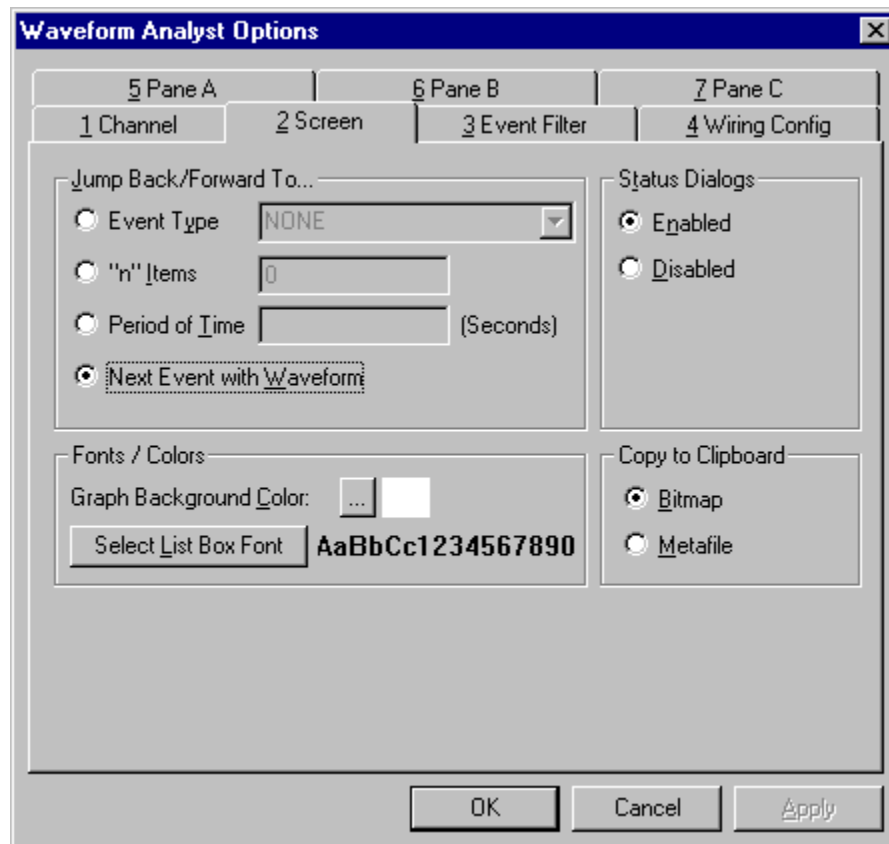 Waveform Analyst Options
5 Pane A 6 Pane B 7 Pane C
1 Channel 2 Screen 3 Event Filter 4 Wiring Config
Jump Back/Forward To...
Event Type NONE
"n" Items 0
Period of Time (Seconds)
Next Event with Waveform
Status Dialogs
Enabled
Disabled
Fonts / Colors
Graph Background Color: ...
Select List Box Font AaBbCc1234567890
Copy to Clipboard
Bitmap
Metafile
OK Cancel Apply